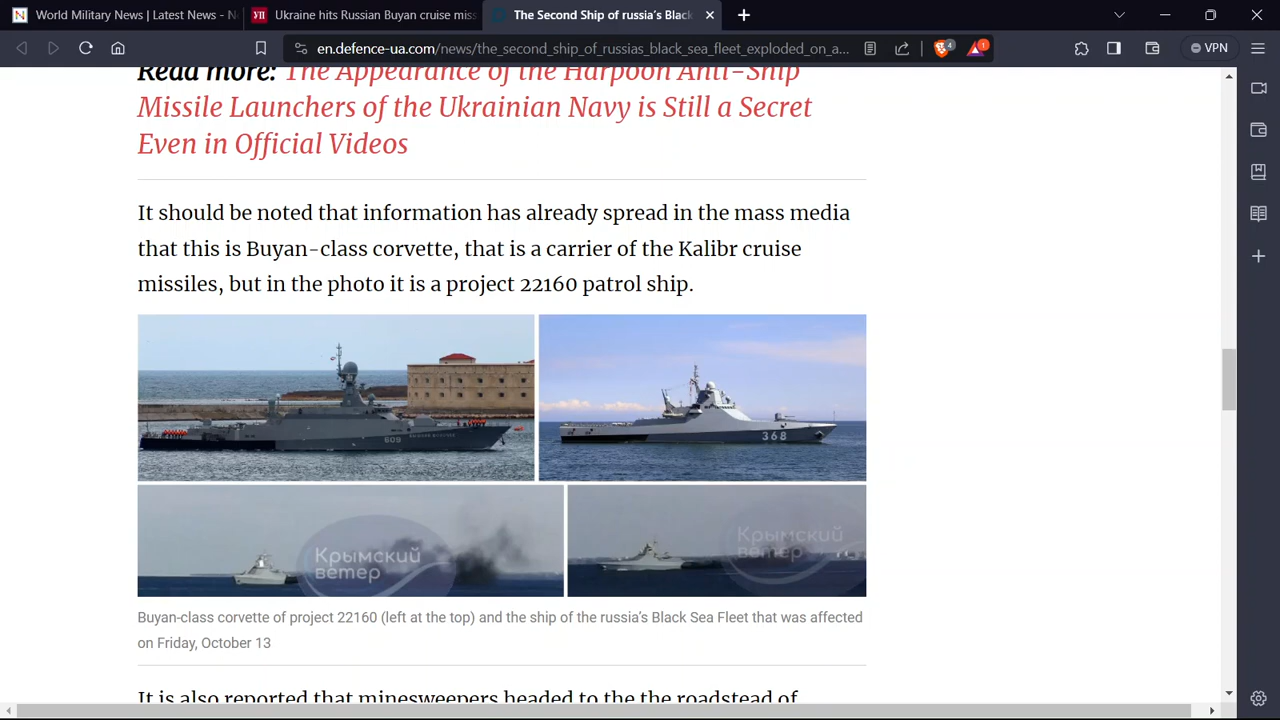 World Military News | Latest News - N
Ukraine hits Russian Buyan cruise miss
The Second Ship of russia's Black
en.defence-ua.com/news/the_second_ship_of_russias_black_sea_fleet_exploded_on_a...
4
1
VPN
Read more: The Appearance of the Harpoon Anti-Ship
Missile Launchers of the Ukrainian Navy is Still a Secret
Even in Official Videos
It should be noted that information has already spread in the mass media
that this is Buyan-class corvette, that is a carrier of the Kalibr cruise
missiles, but in the photo it is a project 22160 patrol ship.
609
368
Крымский
ветер
Крымский
ветер
Buyan-class corvette of project 22160 (left at the top) and the ship of the russia's Black Sea Fleet that was affected
on Friday, October 13
It is also reported that minesweepers headed to the the roadstead of